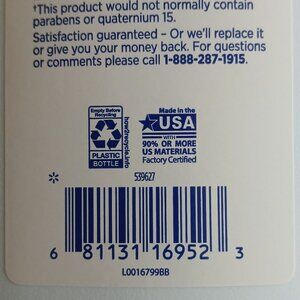 †This product would not normally contain
parabens or quaternium 15.
Satisfaction guaranteed – Or we'll replace it
or give you your money back. For questions
or comments please call 1-888-287-1915.
Empty Before
Recycling
PLASTIC
BOTTLE
how2recycle.info
Made in the
USA
WITH
90% OR MORE
US MATERIALS
Factory Certified
*
539627
6 81131 16952 3
L0016799BB